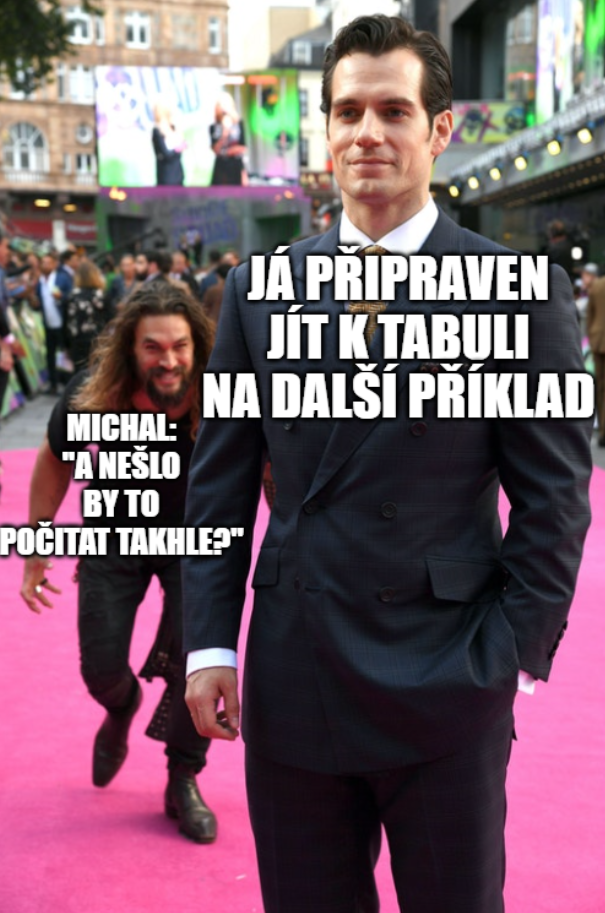 JÁ PŘIPRAVEN
JÍT K TABULI
NA DALŠÍ PŘÍKLAD
MICHAL:
"A NEŠLO
BY TO
POČITAT TAKHLE?"